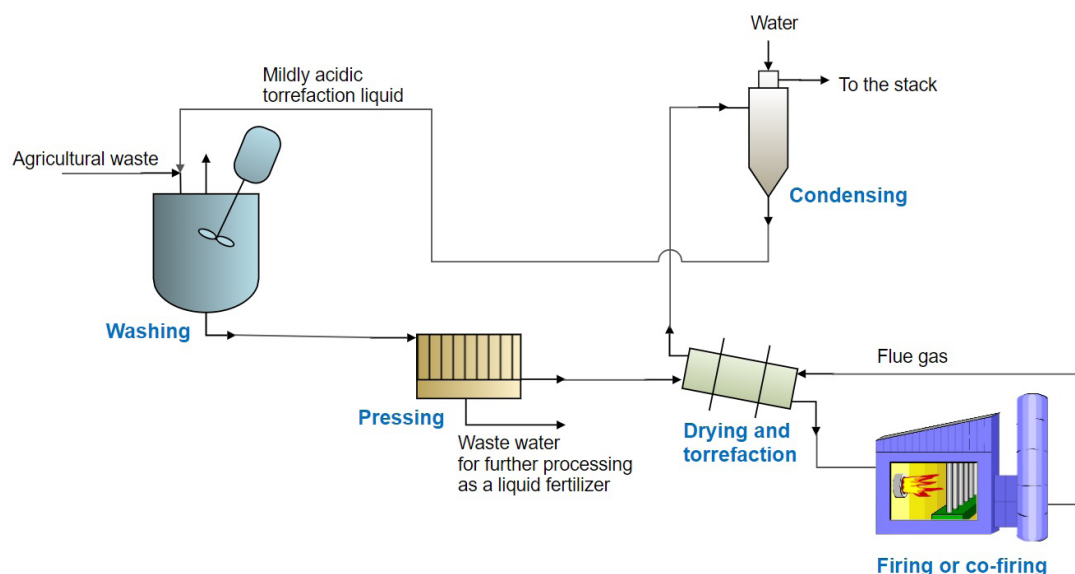 Water
Mildly acidic
torrefaction liquid
To the stack
Agricultural waste
Condensing
Washing
Flue gas
Pressing
Drying and
torrefaction
Waste water
for further processing
as a liquid fertilizer
Firing or co-firing